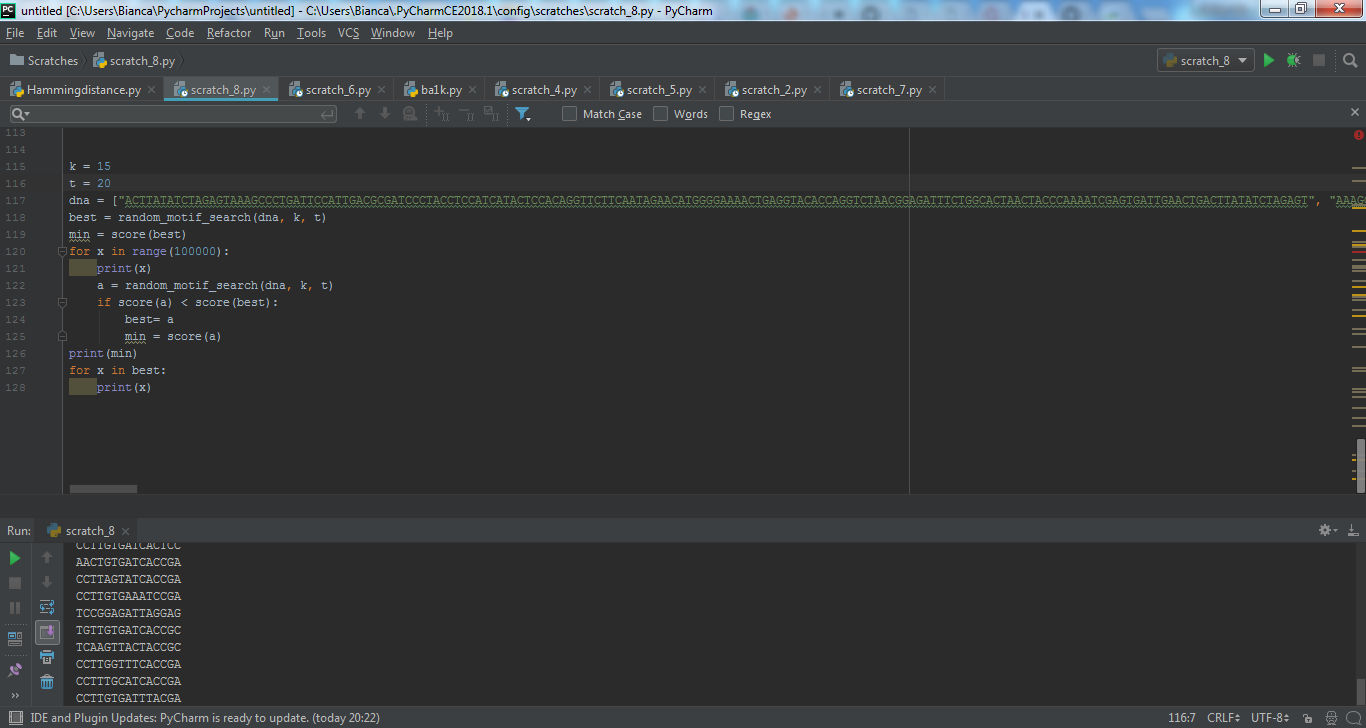 untitled [C:\Users\Bianca\PycharmProjects\untitled] - C:\Users\Bianca\.PyCharmCE2018.1\config\scratches\scratch_8.py - PyCharm
File Edit View Navigate Code Refactor Run Tools VCS Window Help
Scratches scratch_8.py scratch_8
Hammingdistance.py scratch_8.py scratch_6.py ba1k.py scratch_4.py scratch_5.py scratch_2.py scratch_7.py
Match Case Words Regex
113
114
115 k = 15
116 t = 20
117 dna = ["ACTTATATCTAGAGTAAAGCCCTGATTCCATTGACGCGATCCCTACCTCCATCATACTCCACAGGTTCTTCAATAGAACATGGGGAAAACTGAGGTACACCAGGTCTAACGGAGATTTCTGGCACTAACTACCCAAAATCGAGTGATTGAACTGACTTATATCTAGAGT", "AAAG
118 best = random_motif_search(dna, k, t)
119 min = score(best)
120 for x in range(100000):
121 print(x)
122 a = random_motif_search(dna, k, t)
123 if score(a) < score(best):
124 best= a
125 min = score(a)
126 print(min)
127 for x in best:
128 print(x)
Run: scratch_8
CCTTGTGATCACTCC
AACTGTGATCACCGA
CCTTAGTATCACCGA
CCTTGTGAAATCCGA
TCCGGAGATTAGGAG
TGTTGTGATCACCGC
TCAAGTTACTACCGC
CCTTGGTTTCACCGA
CCTTTGCATCACCGA
CCTTGTGATTTACGA
IDE and Plugin Updates: PyCharm is ready to update. (today 20:22) 116:7 CRLF UTF-8